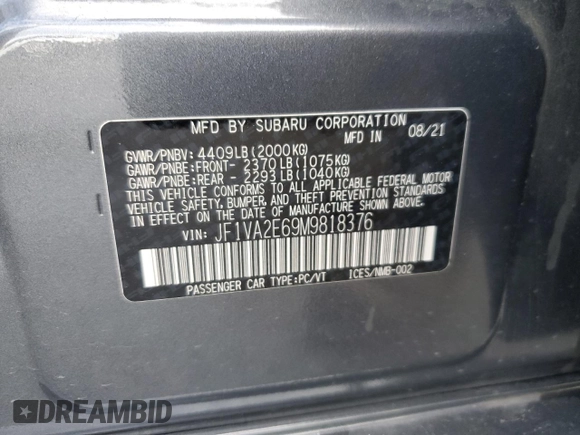 MFD BY SUBARU CORPORATION
MFD IN 08/21
GVWR/PNBV: 4409LB(2000KG)
GAWR/PNBE:FRONT- 2370LB(1075KG)
GAWR/PNBE:REAR - 2293LB(1040KG)
THIS VEHICLE CONFORMS TO ALL APPLICABLE FEDERAL MOTOR
VEHICLE SAFETY, BUMPER, AND THEFT PREVENTION STANDARDS
IN EFFECT ON THE DATE OF MANUFACTURE SHOWN ABOVE.
VIN: JF1VA2E69M9818376
PASSENGER CAR TYPE:PC/VT ICES/NMB-002
DREAMBID